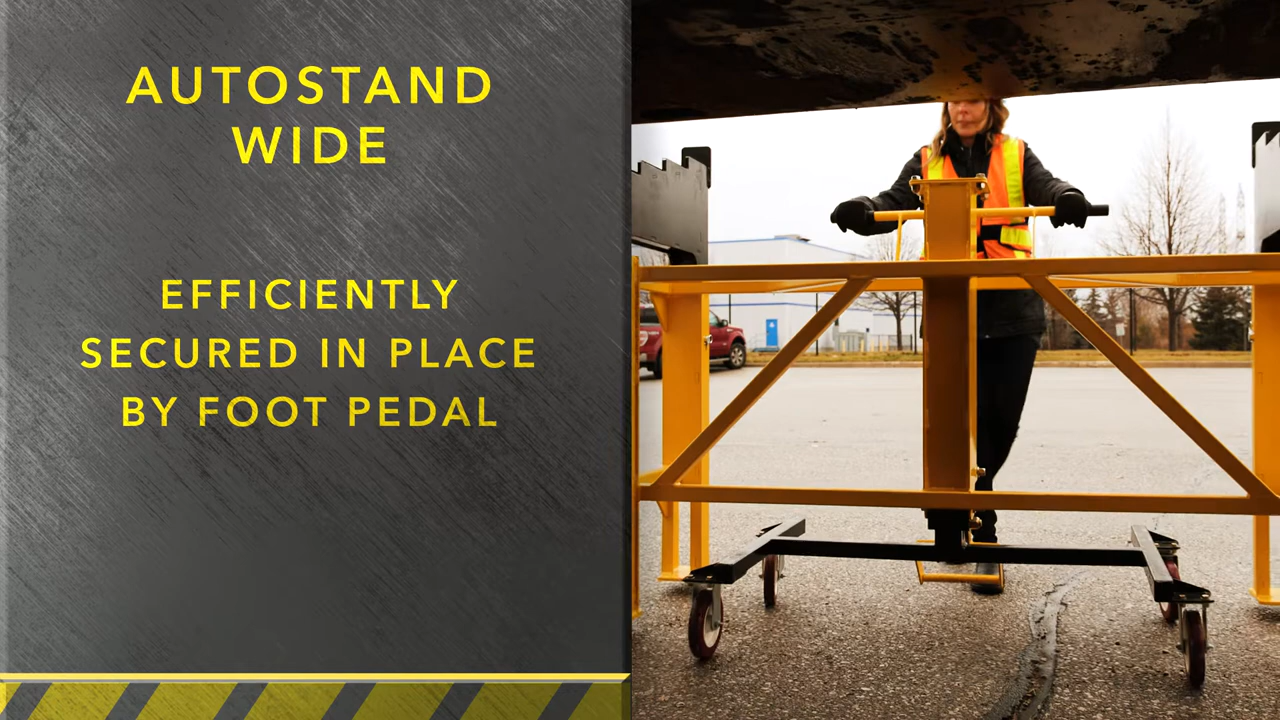 AUTOSTAND
WIDE
EFFICIENTLY
SECURED IN PLACE
BY FOOT PEDAL